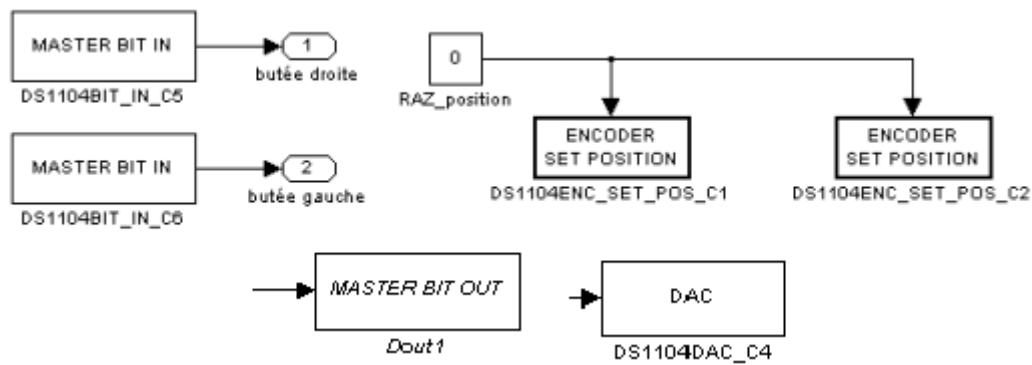 MASTER BIT IN
1
butée droite
DS1104BIT_IN_C5
0
RAZ_position
MASTER BIT IN
2
butée gauche
DS1104BIT_IN_C6
ENCODER
SET POSITION
DS1104ENC_SET_POS_C1
ENCODER
SET POSITION
DS1104ENC_SET_POS_C2
MASTER BIT OUT
Dout1
DAC
DS1104DAC_C4